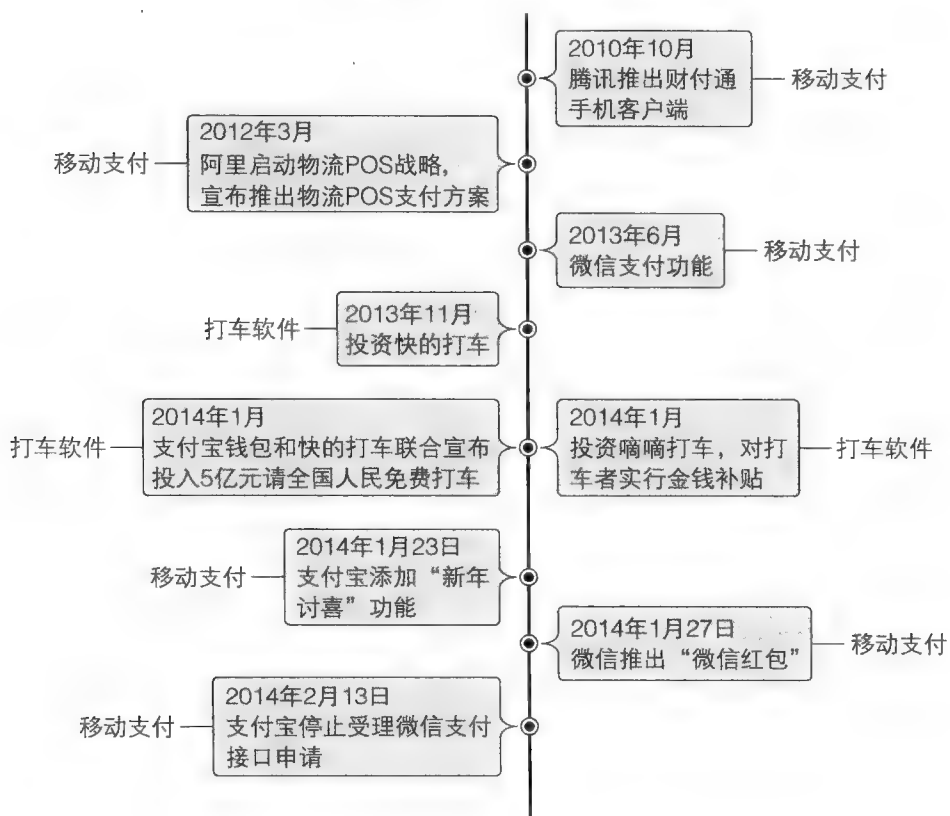 2010年10月
腾讯推出财付通
手机客户端
移动支付
2012年3月
阿里启动物流POS战略，
宣布推出物流POS支付方案
移动支付
2013年6月
微信支付功能
移动支付
2013年11月
投资快的打车
打车软件
2014年1月
支付宝钱包和快的打车联合宣布
投入5亿元请全国人民免费打车
打车软件
2014年1月
投资嘀嘀打车，对打
车者实行金钱补贴
打车软件
2014年1月23日
支付宝添加“新年
讨喜”功能
移动支付
2014年1月27日
微信推出“微信红包”
移动支付
2014年2月13日
支付宝停止受理微信支付
接口申请
移动支付